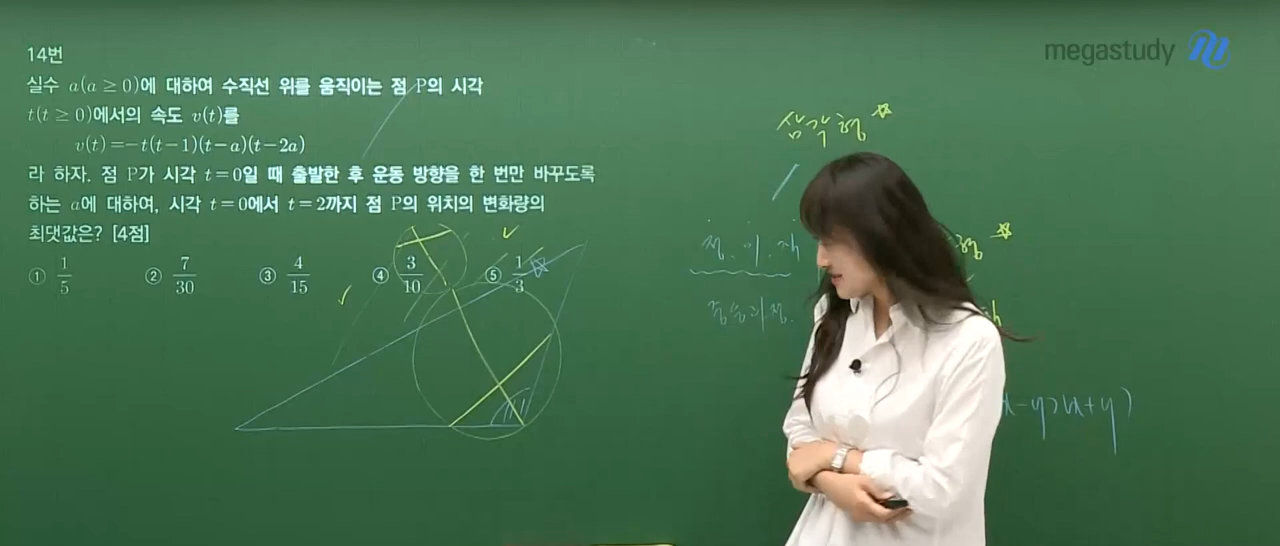 megastudy
14번
실수 a(a ≥ 0)에 대하여 수직선 위를 움직이는 점 P의 시각
t(t ≥ 0)에서의 속도 v(t)를
v(t)=-t(t-1)(t-a)(t-2a)
라 하자. 점 P가 시각 t=0일 때 출발한 후 운동 방향을 한 번만 바꾸도록
하는 a에 대하여, 시각 t=0에서 t=2까지 점 P의 위치의 변화량의
최댓값은? [4점]
① 1/5 ② 7/30 ③ 4/15 ④ 3/10 ⑤ 1/3
삼각형
형
중등과정.
x-y)(x+y)